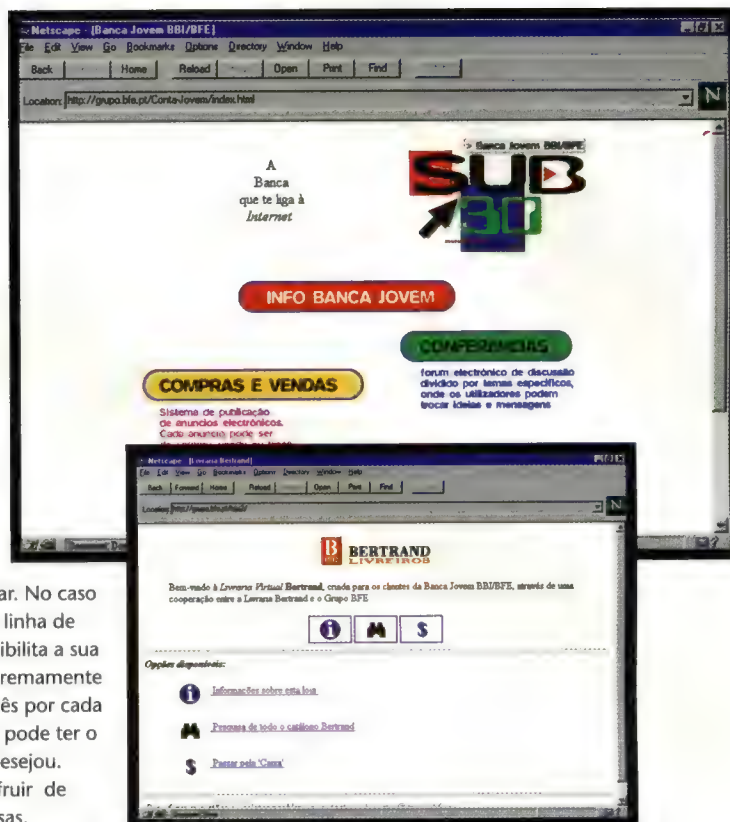 Netscape - [Banca Jovem BBI/BFE]
File Edit View Go Bookmarks Options Directory Window Help
Back Home Reload Open Print Find
Location: http://grupo.bfe.pt/Conta-Jovem/index.html
N
A
Banca
que te liga à
Internet
> Banca Jovem BBI/BFE
SUB
30
INFO BANCA JOVEM
CONFERÊNCIAS
forum electrónico de discussão
dividido por temas específicos,
onde os utilizadores podem
trocar ideias e mensagens
COMPRAS E VENDAS
Sistema de publicação
de anuncios electrónicos.
Cada anuncio pode ser
Netscape - [Livraria Bertrand]
File Edit View Go Bookmarks Options Directory Window Help
Back Forward Home Reload Open Print Find
N
B BERTRAND
LIVREIROS
Bem-vindo à Livraria Virtual Bertrand, criada para os clientes da Banca Jovem BBI/BFE, através de uma
cooperação entre a Livraria Bertrand e o Grupo BFE
i $
Opções disponíveis:
i Informações sobre esta loja
Pesquisa de todo o catálogo Bertrand
$ Passar pela 'Caixa'
ar. No caso
linha de
ibilita a sua
remamente
ês por cada
pode ter o
esejou.
fruir de
sas.